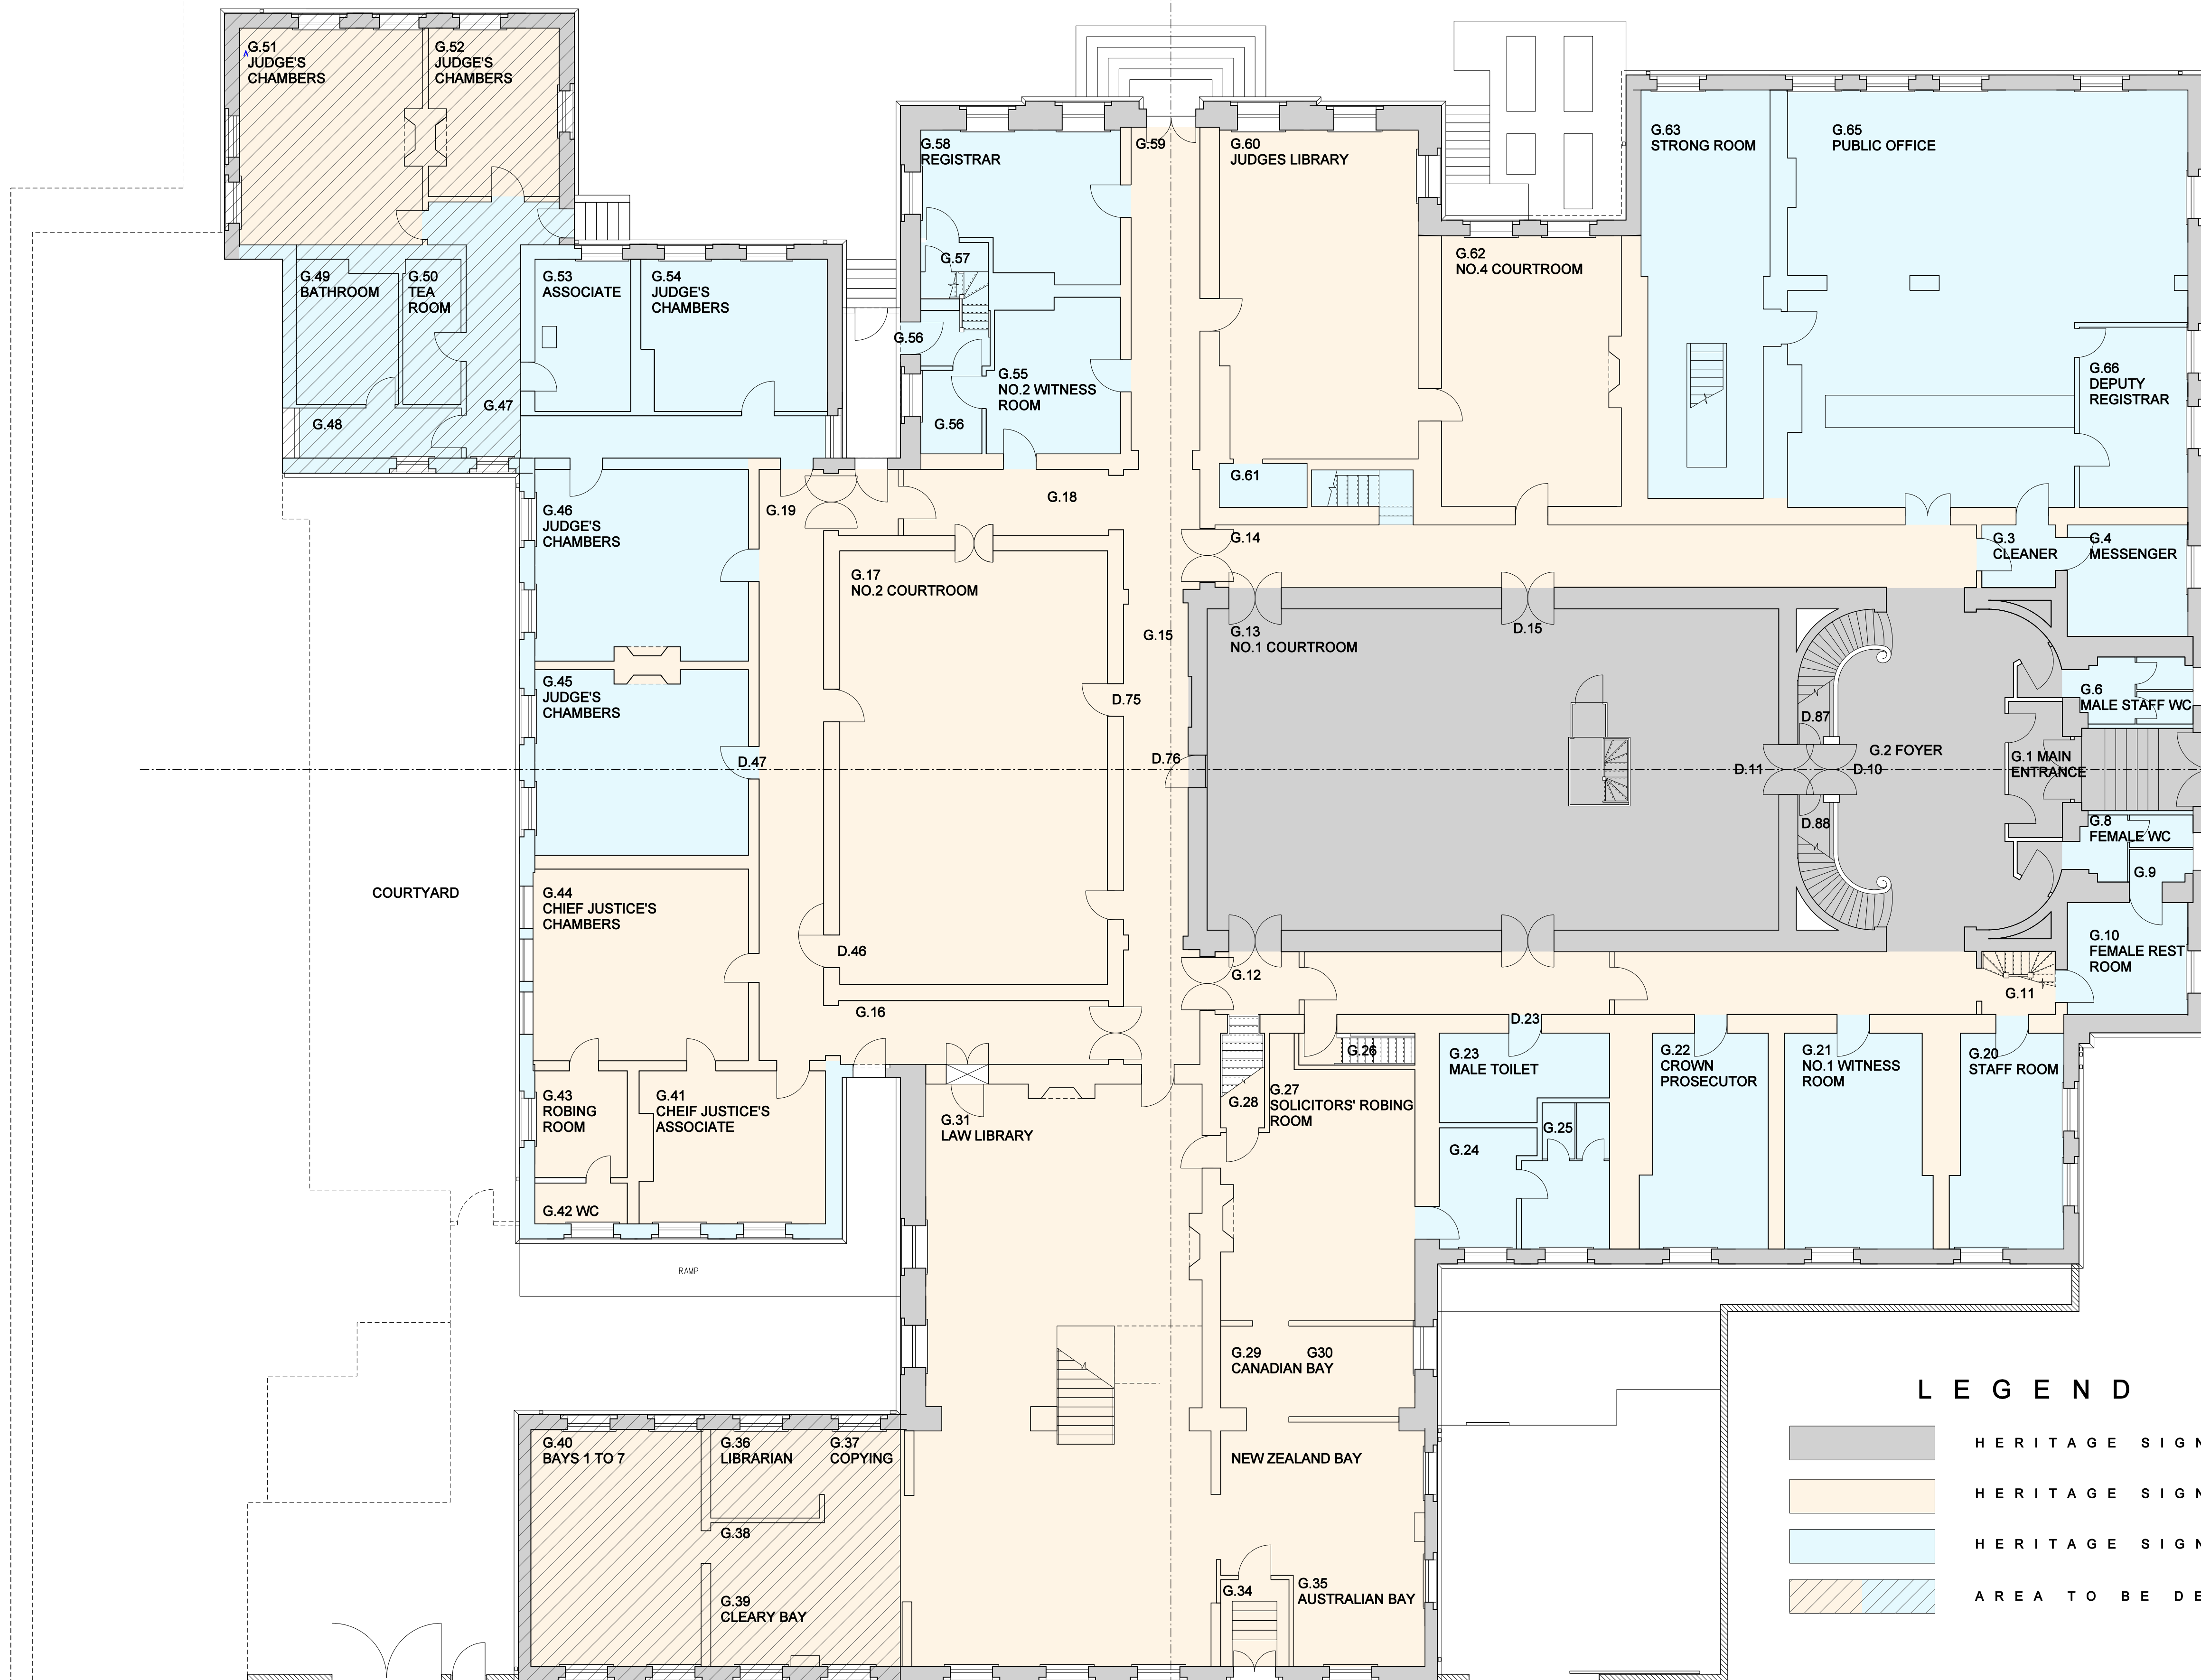 G.51
JUDGE'S
CHAMBERS
G.52
JUDGE'S
CHAMBERS
G.49
BATHROOM
G.50
TEA
ROOM
G.48
G.47
G.53
ASSOCIATE
G.54
JUDGE'S
CHAMBERS
G.58
REGISTRAR
G.57
G.56
G.55
NO.2 WITNESS
ROOM
G.56
G.59
G.60
JUDGES LIBRARY
G.61
G.62
NO.4 COURTROOM
G.63
STRONG ROOM
G.65
PUBLIC OFFICE
G.66
DEPUTY
REGISTRAR
G.46
JUDGE'S
CHAMBERS
G.19
G.18
G.14
G.3
CLEANER
G.4
MESSENGER
G.17
NO.2 COURTROOM
G.15
G.13
NO.1 COURTROOM
D.15
G.45
JUDGE'S
CHAMBERS
D.47
D.75
D.76
D.87
D.11
D.10
D.88
G.2 FOYER
G.1 MAIN
ENTRANCE
G.6
MALE STAFF WC
G.8
FEMALE WC
G.9
G.10
FEMALE REST
ROOM
COURTYARD
G.44
CHIEF JUSTICE'S
CHAMBERS
D.46
G.16
G.12
G.11
D.23
G.43
ROBING
ROOM
G.41
CHEIF JUSTICE'S
ASSOCIATE
G.42 WC
RAMP
G.31
LAW LIBRARY
G.28
G.27
SOLICITORS' ROBING
ROOM
G.26
G.23
MALE TOILET
G.24
G.25
G.22
CROWN
PROSECUTOR
G.21
NO.1 WITNESS
ROOM
G.20
STAFF ROOM
G.29
CANADIAN BAY
G30
NEW ZEALAND BAY
G.34
G.35
AUSTRALIAN BAY
G.40
BAYS 1 TO 7
G.36
LIBRARIAN
G.37
COPYING
G.38
G.39
CLEARY BAY
LEGEND
HERITAGE SIGN
HERITAGE SIGN
HERITAGE SIGN
AREA TO BE DE